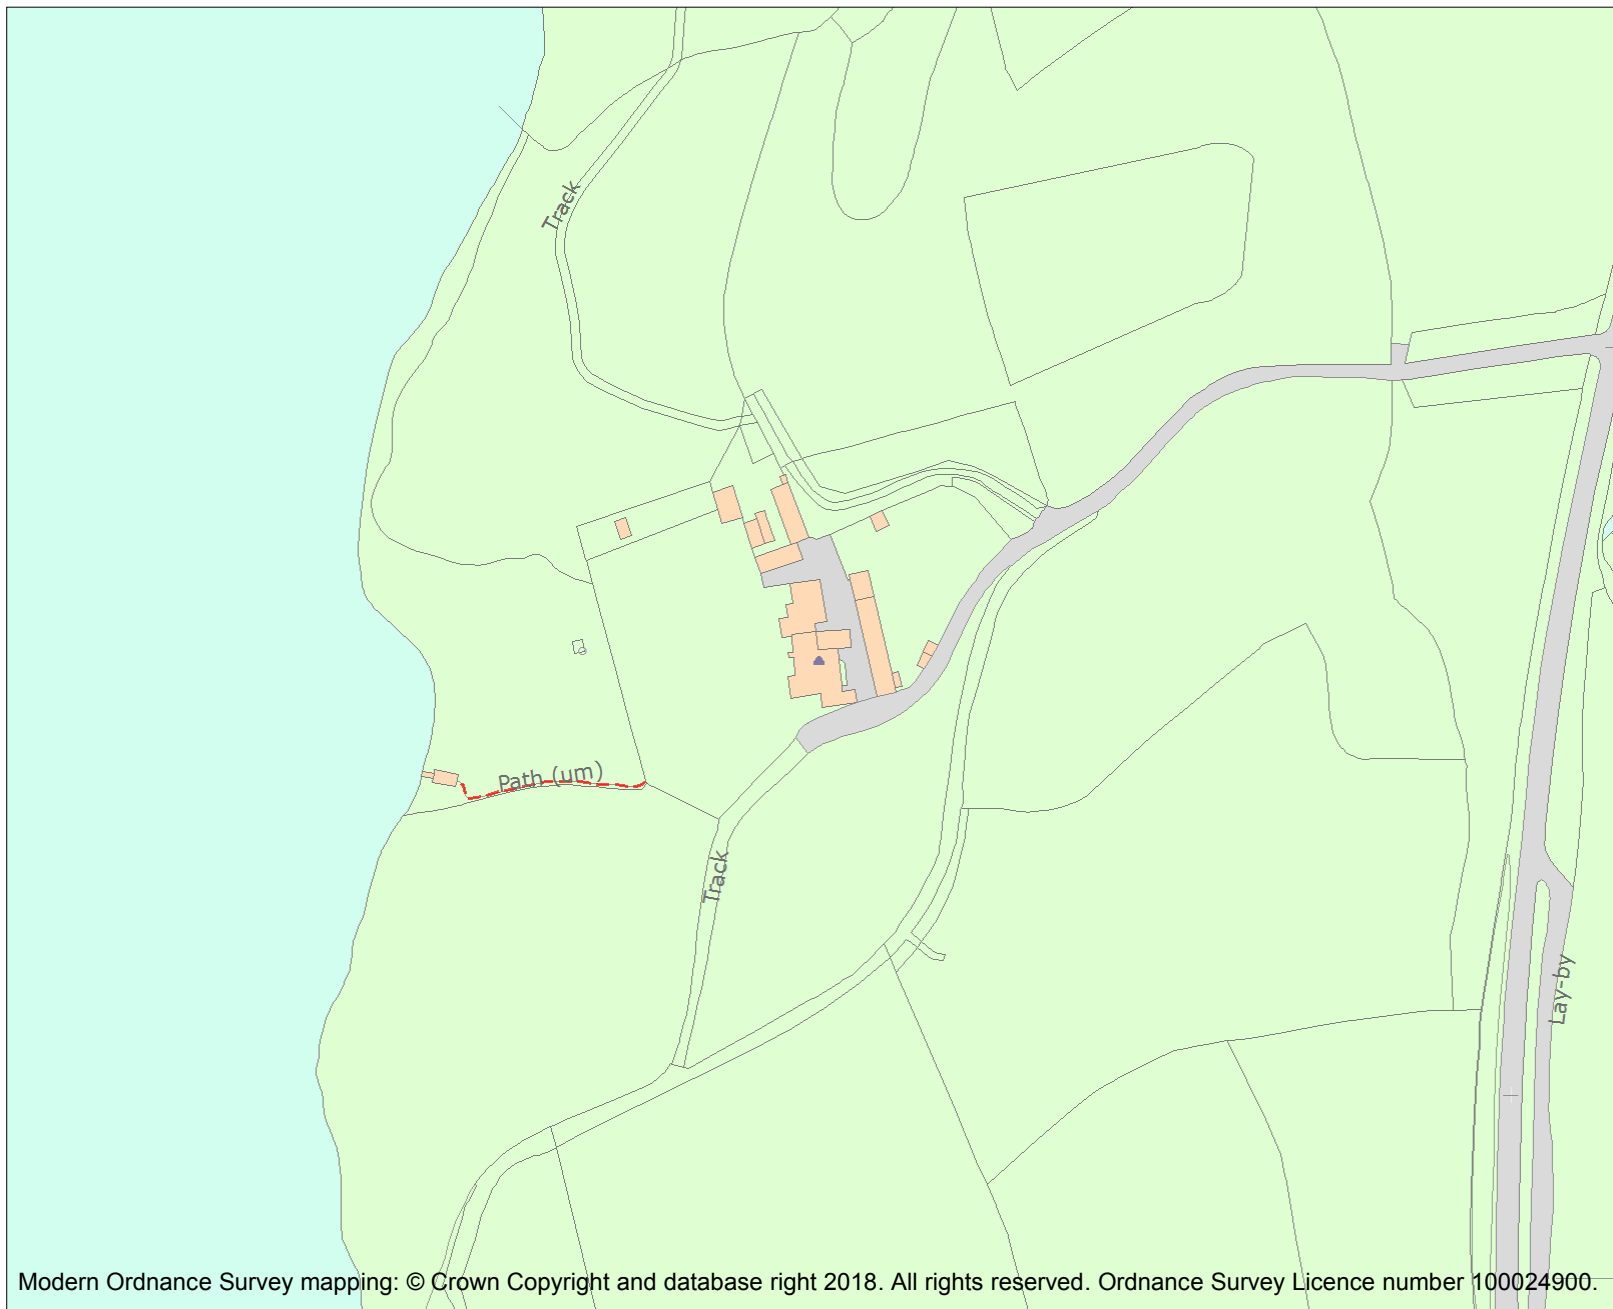 Track
Path (um)
Track
Lay-by
Modern Ordnance Survey mapping: © Crown Copyright and database right 2018. All rights reserved. Ordnance Survey Licence number 100024900.